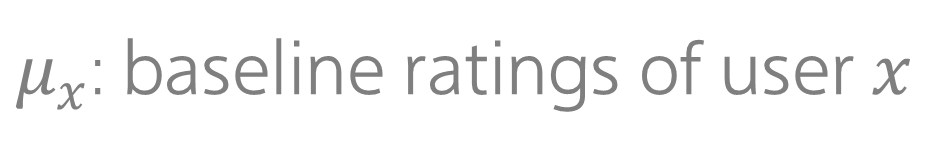 μₓ: baseline ratings of user x